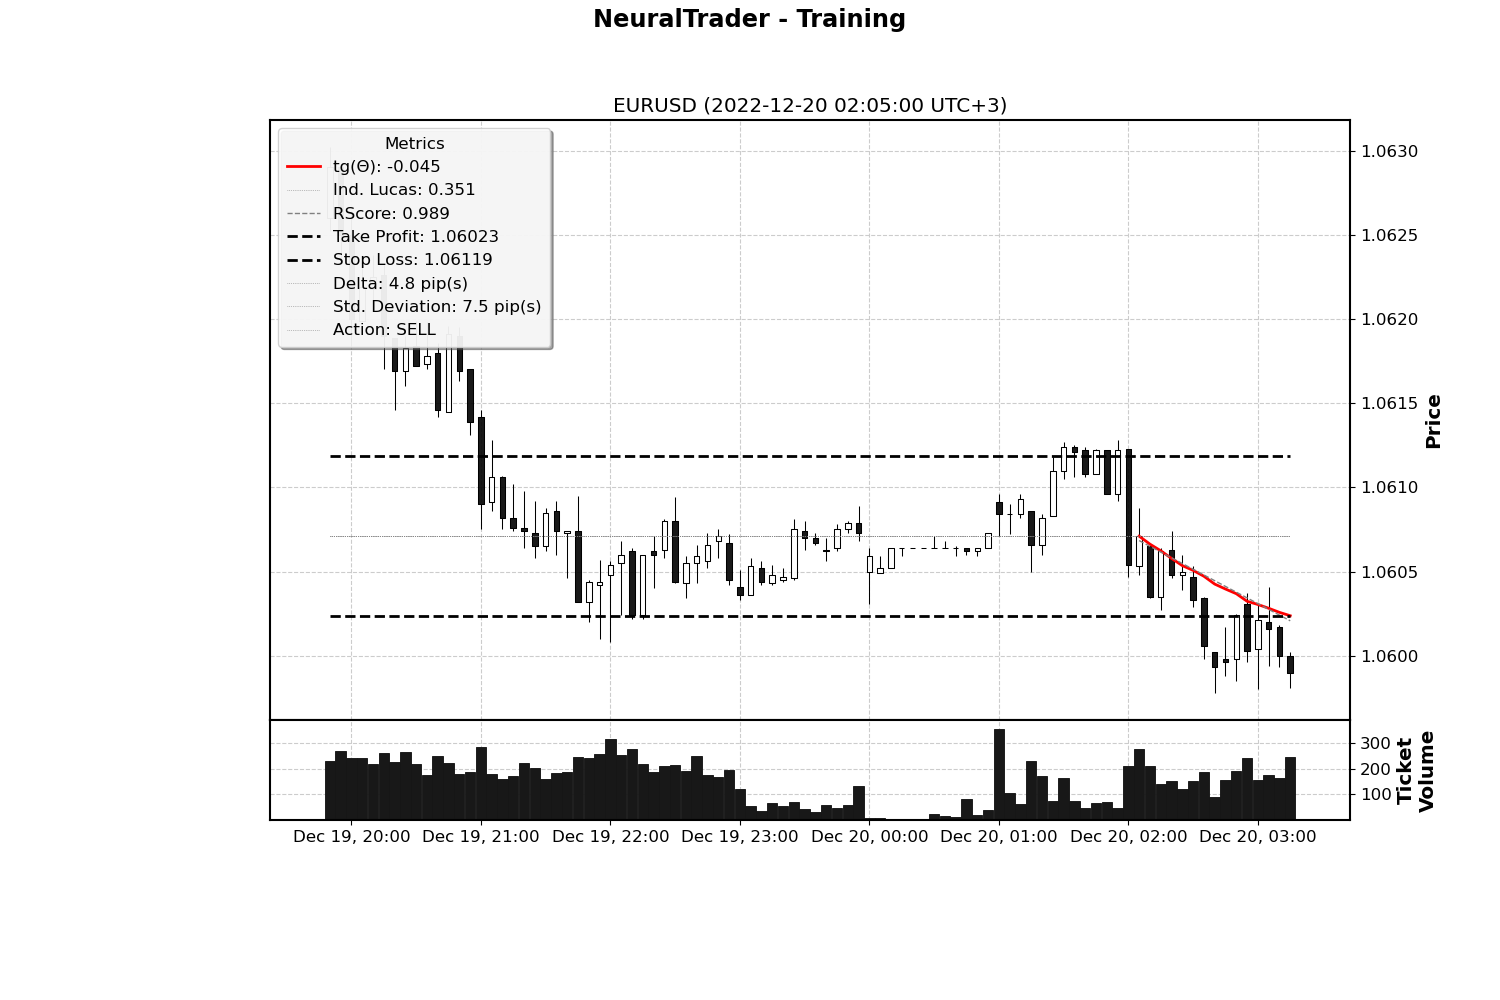 NeuralTrader - Training
EURUSD (2022-12-20 02:05:00 UTC+3)
Metrics
tg(Θ): -0.045
Ind. Lucas: 0.351
RScore: 0.989
Take Profit: 1.06023
Stop Loss: 1.06119
Delta: 4.8 pip(s)
Std. Deviation: 7.5 pip(s)
Action: SELL
1.0630
1.0625
1.0620
1.0615
1.0610
1.0605
1.0600
Price
300
200
100
Ticket
Volume
Dec 19, 20:00 Dec 19, 21:00 Dec 19, 22:00 Dec 19, 23:00 Dec 20, 00:00 Dec 20, 01:00 Dec 20, 02:00 Dec 20, 03:00